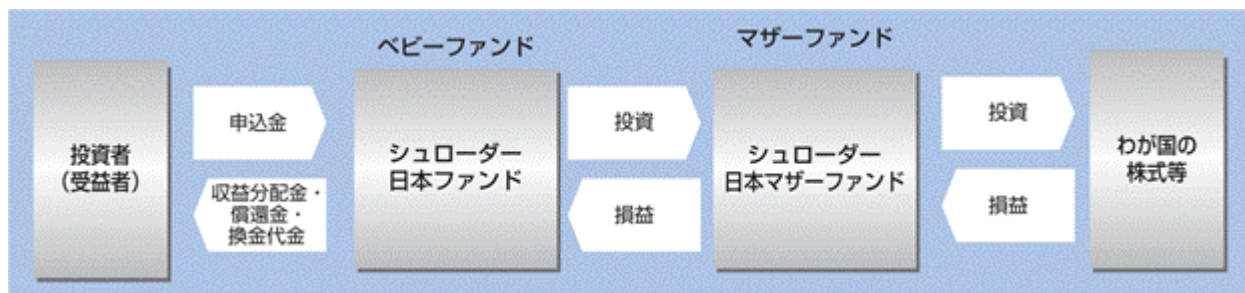 ベビーファンド
マザーファンド
投資者
（受益者）
申込金
収益分配金・
償還金・
換金代金
シュローダー
日本ファンド
投資
損益
シュローダー
日本マザーファンド
投資
損益
わが国の
株式等